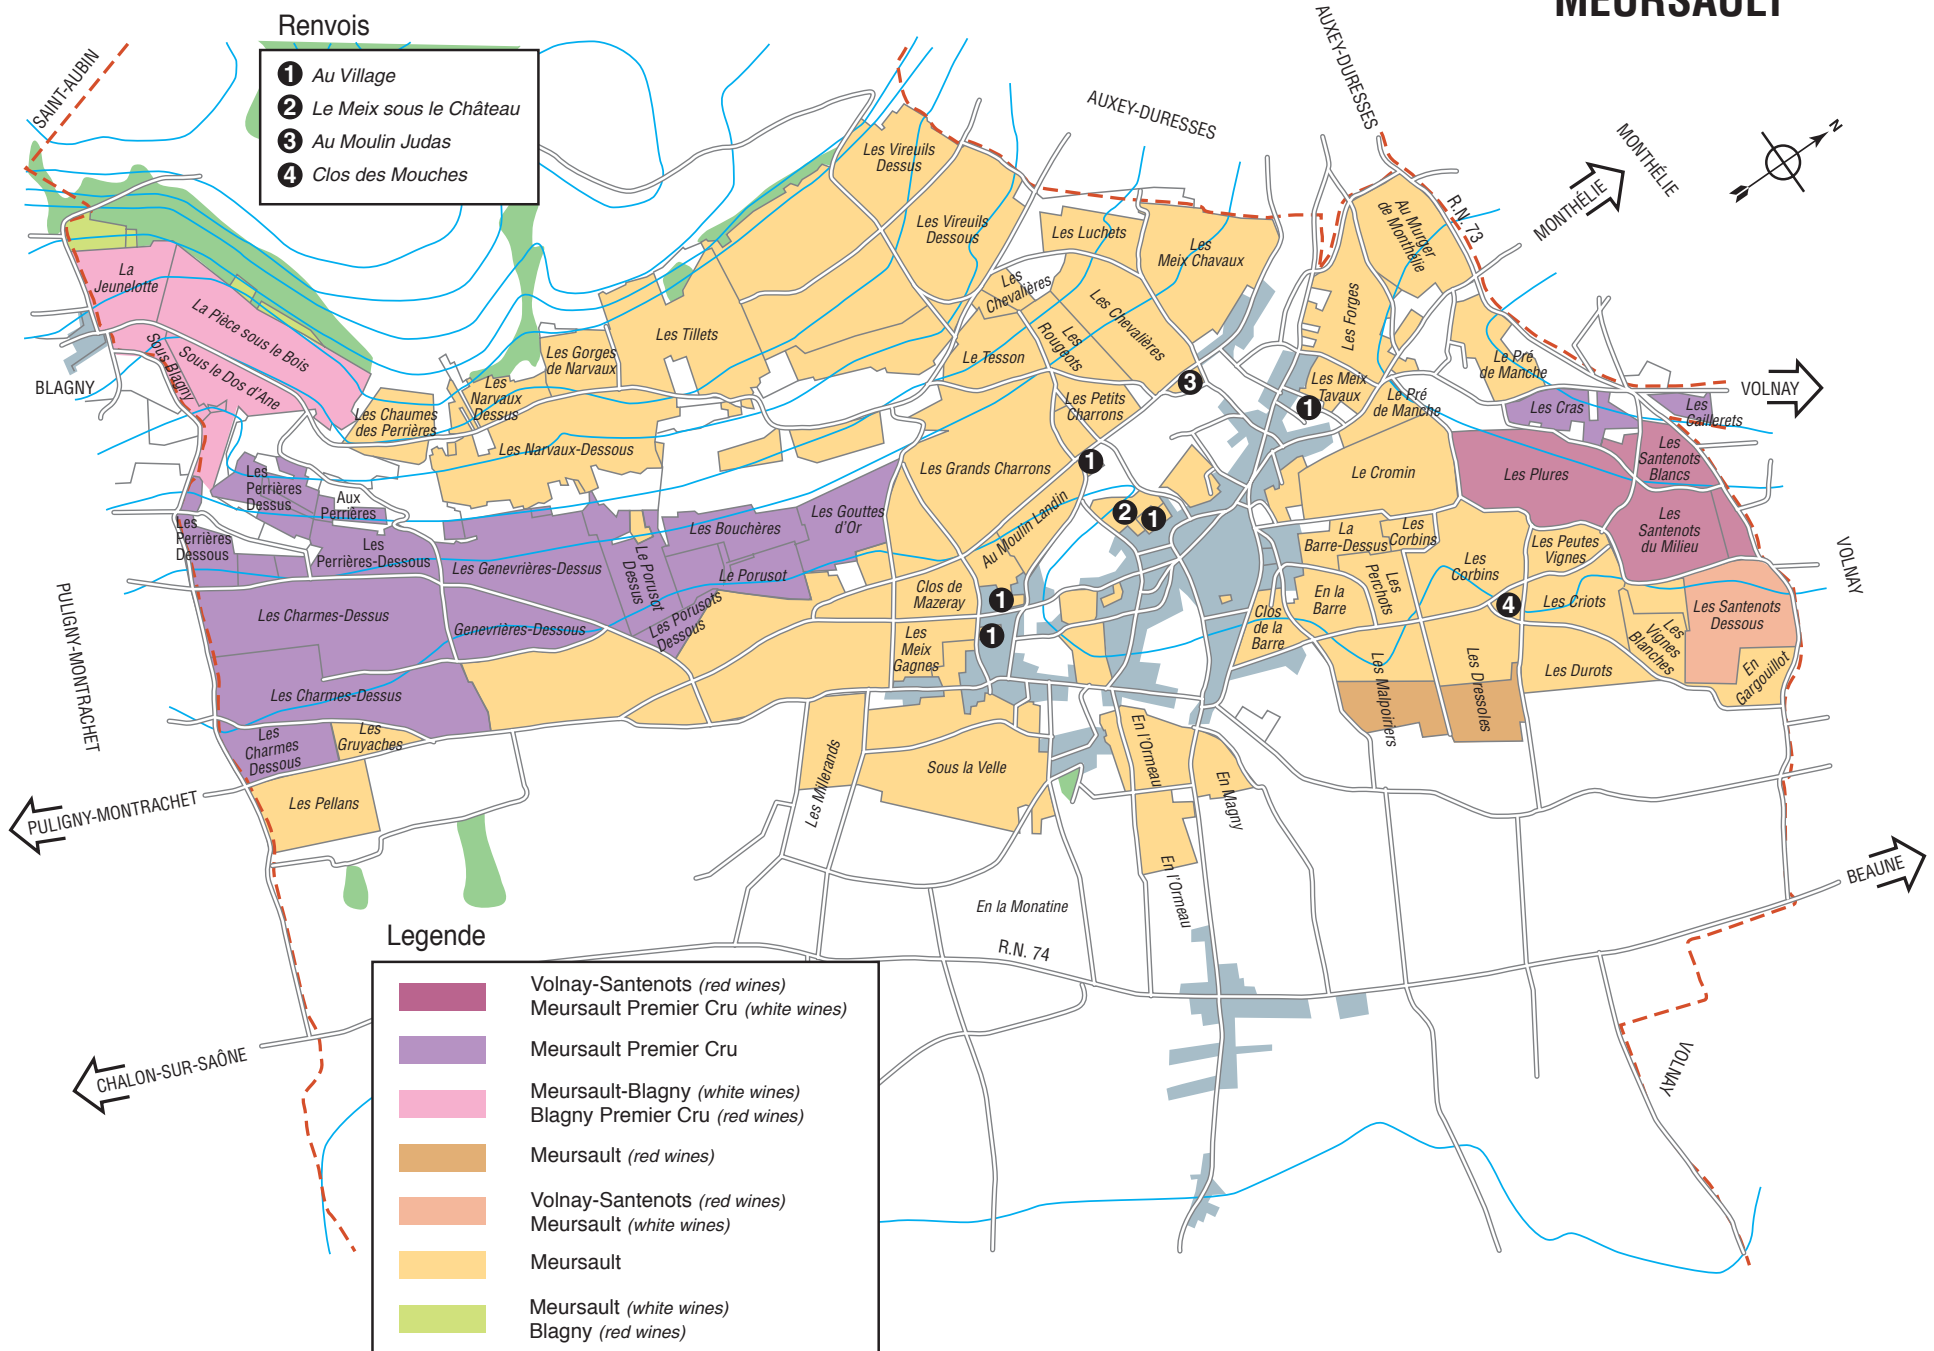 MEURSAULT
Renvois
1 Au Village
2 Le Meix sous le Château
3 Au Moulin Judas
4 Clos des Mouches
SAINT-AUBIN
AUXEY-DURESSES
AUXEY-DURESSES
MONTHÉLIE
MONTHÉLIE
N
R.N. 73
VOLNAY
VOLNAY
BLAGNY
PULIGNY-MONTRACHET
PULIGNY-MONTRACHET
CHALON-SUR-SAÔNE
BEAUNE
VOLNAY
R.N. 74
La
Jeunelotte
La Pièce sous le Bois
Sous le Dos d'Ane
Sous Blagny
Les Chaumes
des Perrières
Les
Narvaux
Dessus
Les Gorges
de Narvaux
Les Tillets
Les Narvaux-Dessous
Les Vireuils
Dessus
Les Vireuils
Dessous
Les Luchets
Les
Meix Chavaux
Les
Chevalières
Les Chevalières
Les
Rougeots
Le Tesson
Les Petits
Charrons
3
1
Les Grands Charrons
1
Au Moulin Landin
2
1
Les Forges
Au Murger
de Monthélie
Les Meix
Tavaux
Le Pré
de Manche
Le Pré
de Manche
Les Cras
Les
Caillerets
Les
Santenots
Blancs
Les Plures
Les
Santenots
du Milieu
Le Cromin
La
Barre-Dessus
Les
Corbins
Les
Corbins
Les Peutes
Vignes
Les
Perchots
En la
Barre
Clos
de la
Barre
4
Les Criots
Les
Vignes
Blanches
Les Santenots
Dessous
En
Gargouillot
Les Durots
Les Dressoles
Les Malpoiriers
Les
Perrières
Dessus
Aux
Perrières
Les
Perrières
Dessous
Les
Perrières-Dessous
Les Genevrières-Dessus
Le Porusot
Dessus
Les Bouchères
Les Gouttes
d'Or
Le Porusot
Les Porusots
Dessous
Genevrières-Dessous
Les Charmes-Dessus
Les Charmes-Dessus
Les
Charmes
Dessous
Les
Gruyaches
Les Pellans
Clos de
Mazeray
1
1
Les
Meix
Gagnes
Les Millerands
Sous la Velle
En l'Ormeau
En l'Ormeau
En Magny
En la Monatine
Legende
Volnay-Santenots (red wines)
Meursault Premier Cru (white wines)
Meursault Premier Cru
Meursault-Blagny (white wines)
Blagny Premier Cru (red wines)
Meursault (red wines)
Volnay-Santenots (red wines)
Meursault (white wines)
Meursault
Meursault (white wines)
Blagny (red wines)